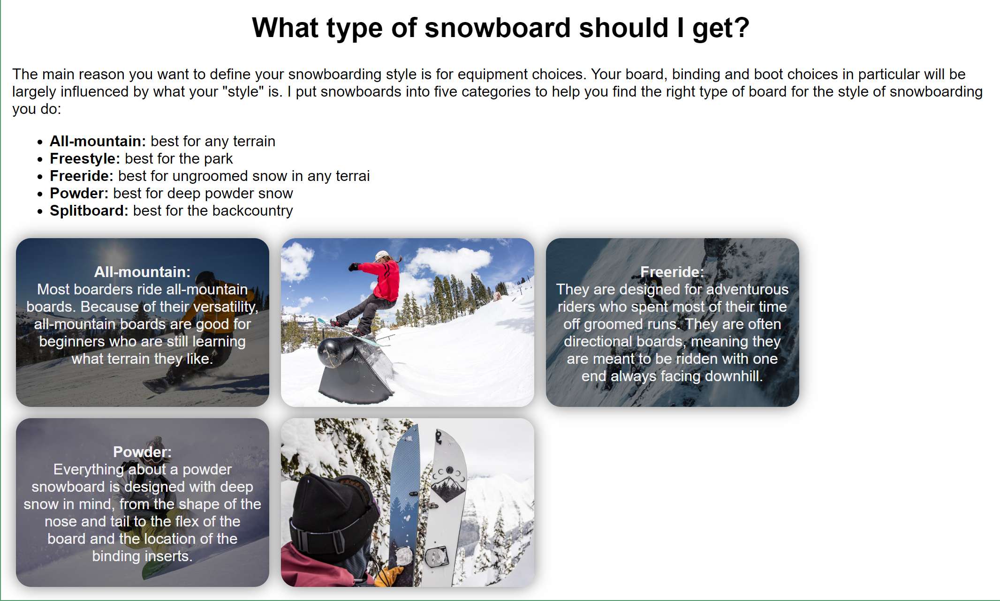 What type of snowboard should I get?
The main reason you want to define your snowboarding style is for equipment choices. Your board, binding and boot choices in particular will be
largely influenced by what your "style" is. I put snowboards into five categories to help you find the right type of board for the style of snowboarding
you do:
• All-mountain: best for any terrain
• Freestyle: best for the park
• Freeride: best for ungroomed snow in any terrai
• Powder: best for deep powder snow
• Splitboard: best for the backcountry
All-mountain:
Most boarders ride all-mountain
boards. Because of their versatility,
all-mountain boards are good for
beginners who are still learning
what terrain they like.
Freeride:
They are designed for adventurous
riders who spent most of their time
off groomed runs. They are often
directional boards, meaning they
are meant to be ridden with one
end always facing downhill.
Powder:
Everything about a powder
snowboard is designed with deep
snow in mind, from the shape of the
nose and tail to the flex of the
board and the location of the
binding inserts.